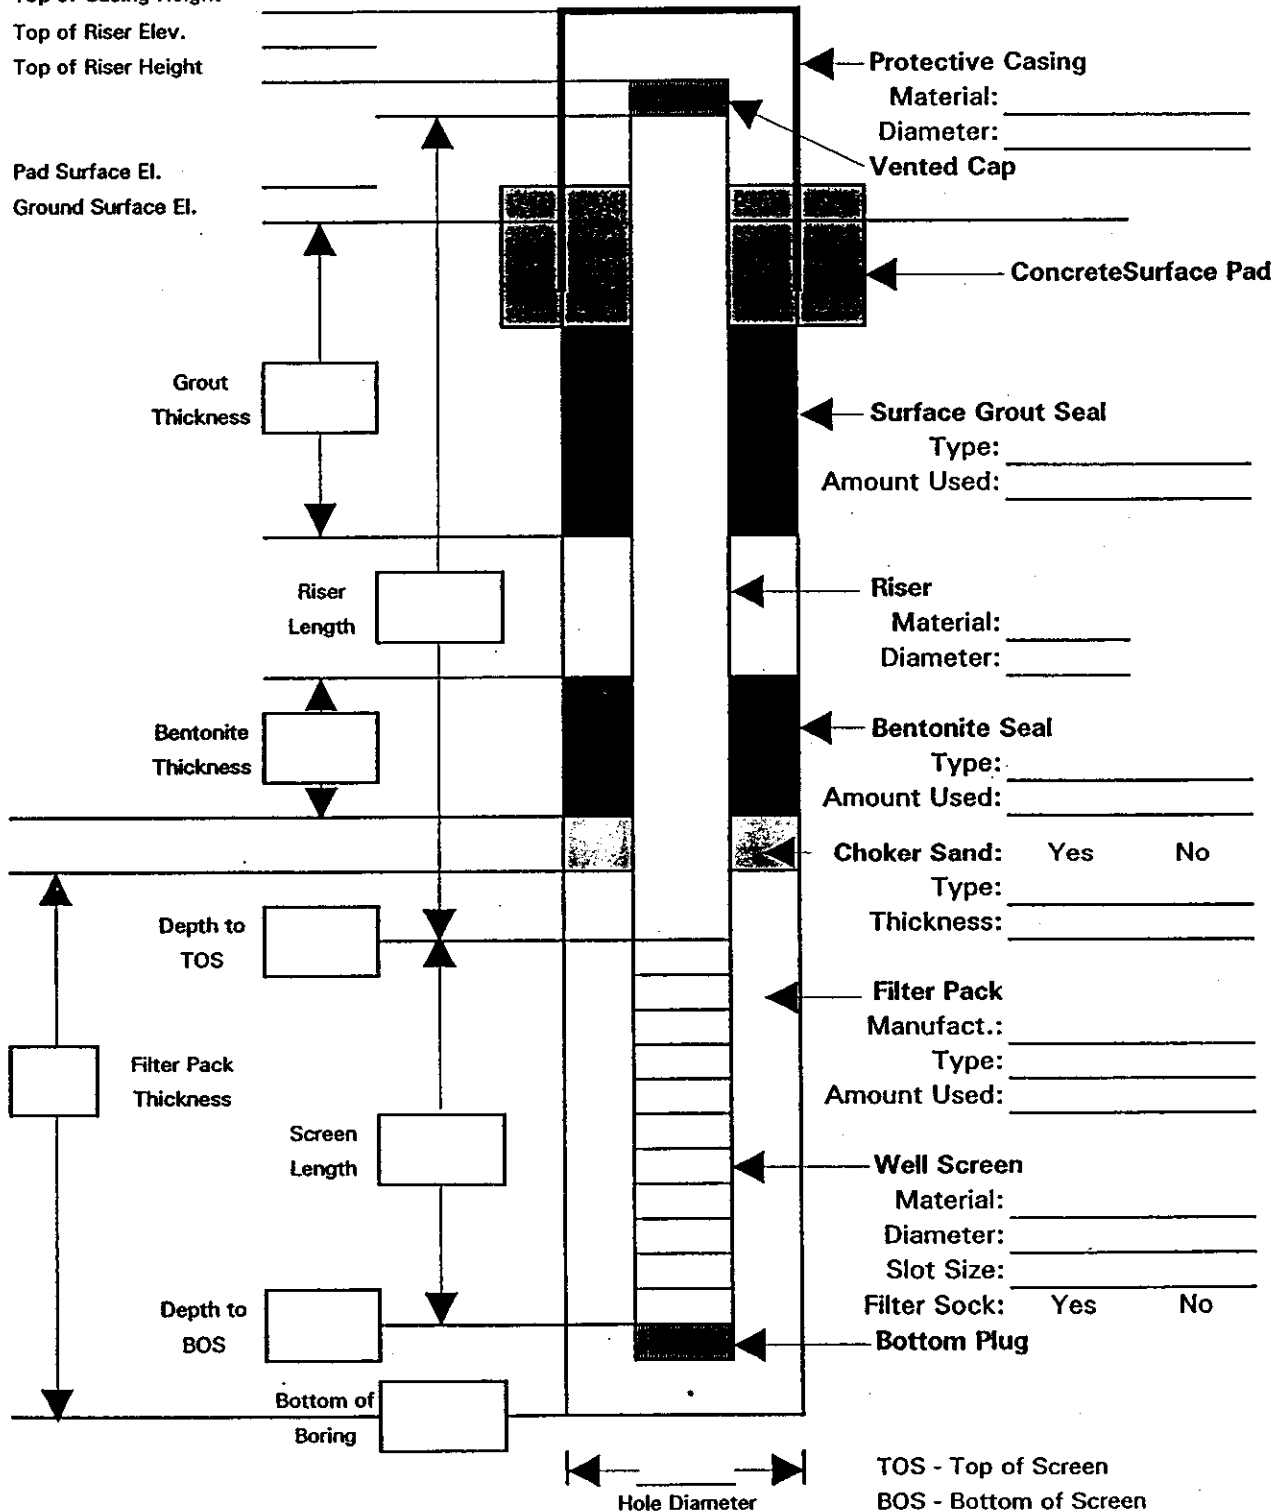 Top of Casing Height
Top of Riser Elev.
Top of Riser Height
Protective Casing
Material:
Diameter:
Vented Cap
Pad Surface El.
Ground Surface El.
ConcreteSurface Pad
Grout
Thickness
Surface Grout Seal
Type:
Amount Used:
Riser
Length
Riser
Material:
Diameter:
Bentonite
Thickness
Bentonite Seal
Type:
Amount Used:
Choker Sand: Yes No
Type:
Thickness:
Depth to
TOS
Filter Pack
Manufact.:
Type:
Amount Used:
Filter Pack
Thickness
Screen
Length
Well Screen
Material:
Diameter:
Slot Size:
Filter Sock: Yes No
Depth to
BOS
Bottom Plug
Bottom of
Boring
Hole Diameter
TOS - Top of Screen
BOS - Bottom of Screen